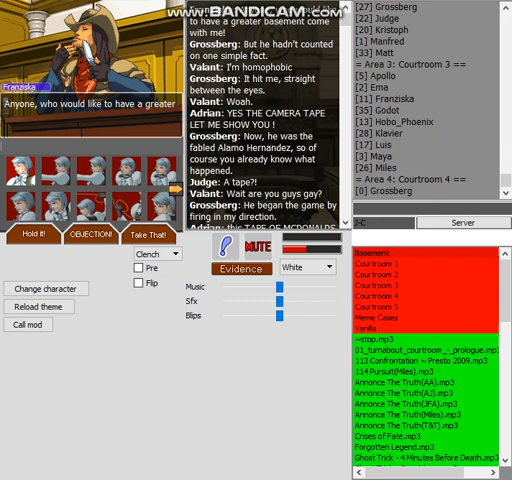 WWW.BANDICAM.COM
Franziska
Anyone, who would like to have a greater
to have a greater basement come
with me!
Grossberg: But he hadn't counted
on one simple fact.
Valant: I'm homophobic
Grossberg: It hit me, straight
between the eyes.
Valant: Woah.
Adrian: YES THE CAMERA TAPE
LET ME SHOW YOU !
Grossberg: Now, he was the
fabled Alamo Hernandez, so of
course you already know what
happened.
Judge: A tape?!
Valant: Wait are you guys gay?
Grossberg: He began the game by
firing in my direction.
Adrian: this TAPE OF MCDONALDS
[27] Grossberg
[22] Judge
[20] Kristoph
[1] Manfred
[33] Matt
= Area 3: Courtroom 3 ==
[5] Apollo
[2] Ema
[11] Franziska
[35] Godot
[13] Hobo_Phoenix
[28] Klavier
[17] Luis
[3] Maya
[26] Miles
= Area 4: Courtroom 4 ==
[0] Grossberg
J-C
Server
Hold it!
OBJECTION!
Take That!
MUTE
Evidence
White
Clench
Pre
Flip
Change character
Reload theme
Call mod
Music
Sfx
Blips
Basement
Courtroom 1
Courtroom 2
Courtroom 3
Courtroom 4
Courtroom 5
Meme Cases
Vanilla
~stop.mp3
01_turnabout_courtroom_-_prologue.mp3
113 Confrontation ~ Presto 2009.mp3
114 Pursuit(Miles).mp3
Annonce The Truth(AA).mp3
Annonce The Truth(AJ).mp3
Annonce The Truth(JFA).mp3
Annonce The Truth(Miles).mp3
Annonce The Truth(T&T).mp3
Crises of Fate.mp3
Forgotten Legend.mp3
Ghost Trick - 4 Minutes Before Death.mp3